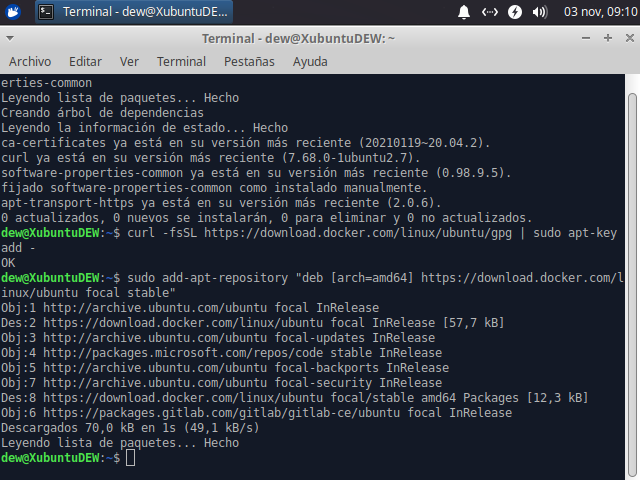 Terminal - dew@XubuntuDE...
03 nov, 09:10
Terminal - dew@XubuntuDEW: ~
Archivo Editar Ver Terminal Pestañas Ayuda
erties-common
Leyendo lista de paquetes... Hecho
Creando árbol de dependencias
Leyendo la información de estado... Hecho
ca-certificates ya está en su versión más reciente (20210119~20.04.2).
curl ya está en su versión más reciente (7.68.0-1ubuntu2.7).
software-properties-common ya está en su versión más reciente (0.98.9.5).
fijado software-properties-common como instalado manualmente.
apt-transport-https ya está en su versión más reciente (2.0.6).
0 actualizados, 0 nuevos se instalarán, 0 para eliminar y 0 no actualizados.
dew@XubuntuDEW:~$ curl -fsSL https://download.docker.com/linux/ubuntu/gpg | sudo apt-key
add -
OK
dew@XubuntuDEW:~$ sudo add-apt-repository "deb [arch=amd64] https://download.docker.com/l
inux/ubuntu focal stable"
Obj:1 http://archive.ubuntu.com/ubuntu focal InRelease
Des:2 https://download.docker.com/linux/ubuntu focal InRelease [57,7 kB]
Obj:3 http://archive.ubuntu.com/ubuntu focal-updates InRelease
Obj:4 http://packages.microsoft.com/repos/code stable InRelease
Obj:5 http://archive.ubuntu.com/ubuntu focal-backports InRelease
Obj:7 http://archive.ubuntu.com/ubuntu focal-security InRelease
Des:8 https://download.docker.com/linux/ubuntu focal/stable amd64 Packages [12,3 kB]
Obj:6 https://packages.gitlab.com/gitlab/gitlab-ce/ubuntu focal InRelease
Descargados 70,0 kB en 1s (49,1 kB/s)
Leyendo lista de paquetes... Hecho
dew@XubuntuDEW:~$